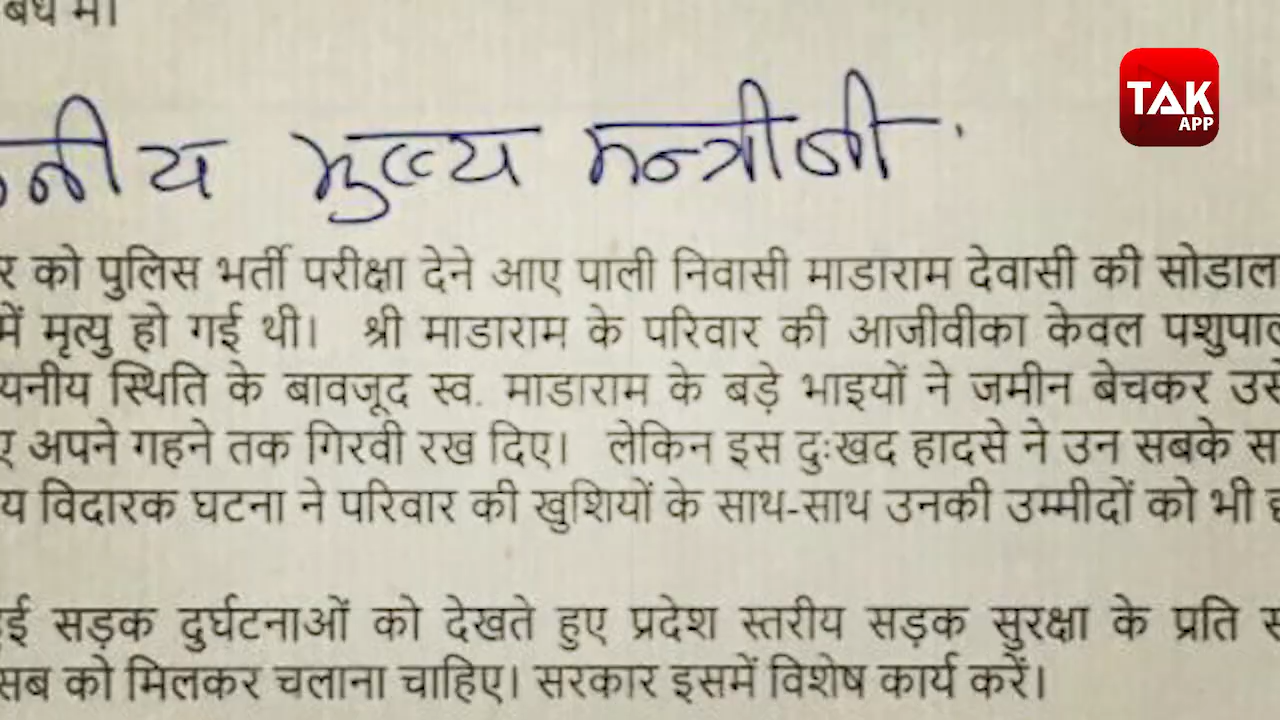 TAK
APP
मुख्य मन्त्रीजी
को पुलिस भर्ती परीक्षा देने आए पाली निवासी माडाराम देवासी की सोडाल
में मृत्यु हो गई थी। श्री माडाराम के परिवार की आजीवीका केवल पशुपाल
यनीय स्थिति के बावजूद स्व. माडाराम के बड़े भाइयों ने जमीन बेचकर उसे
अपने गहने तक गिरवी रख दिए। लेकिन इस दुःखद हादसे ने उन सबके स
य विदारक घटना ने परिवार की खुशियों के साथ-साथ उनकी उम्मीदों को भी
हुई सड़क दुर्घटनाओं को देखते हुए प्रदेश स्तरीय सड़क सुरक्षा के प्रति स
सब को मिलकर चलाना चाहिए। सरकार इसमें विशेष कार्य करें।